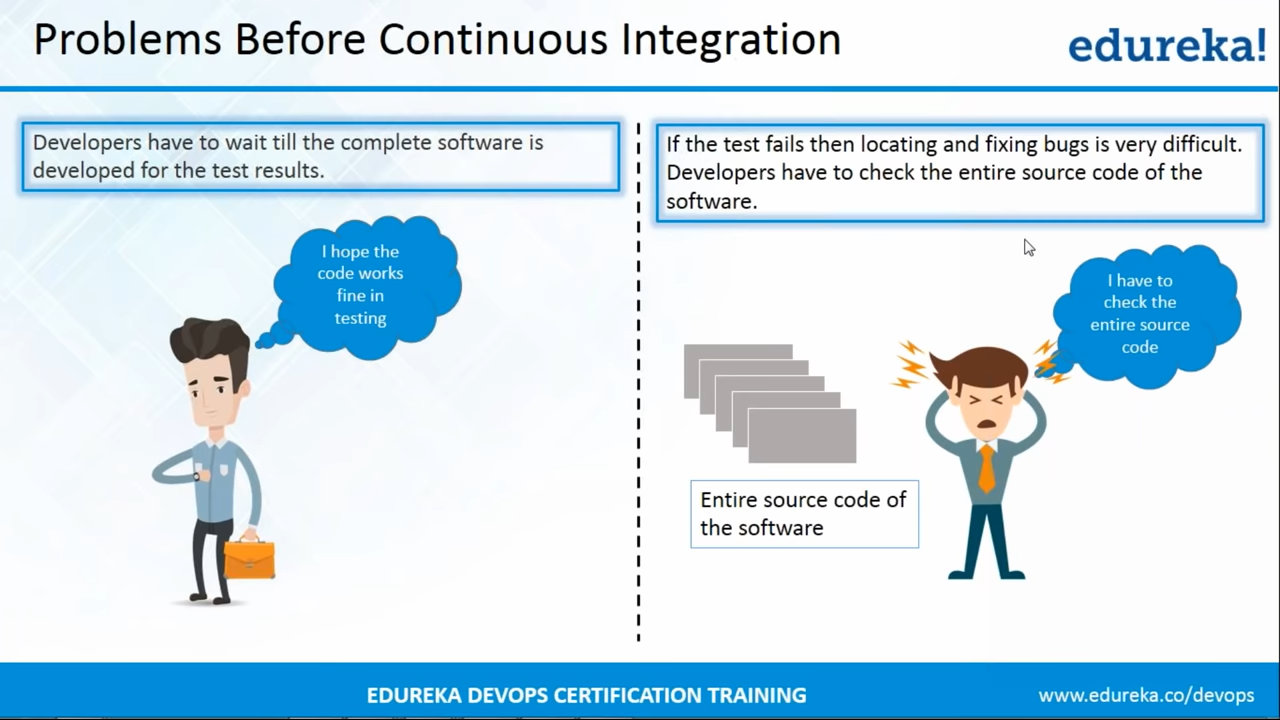 Problems Before Continuous Integration
edureka!
Developers have to wait till the complete software is
developed for the test results.
I hope the
code works
fine in
testing
If the test fails then locating and fixing bugs is very difficult.
Developers have to check the entire source code of the
software.
I have to
check the
entire source
code
Entire source code of
the software
EDUREKA DEVOPS CERTIFICATION TRAINING
www.edureka.co/devops